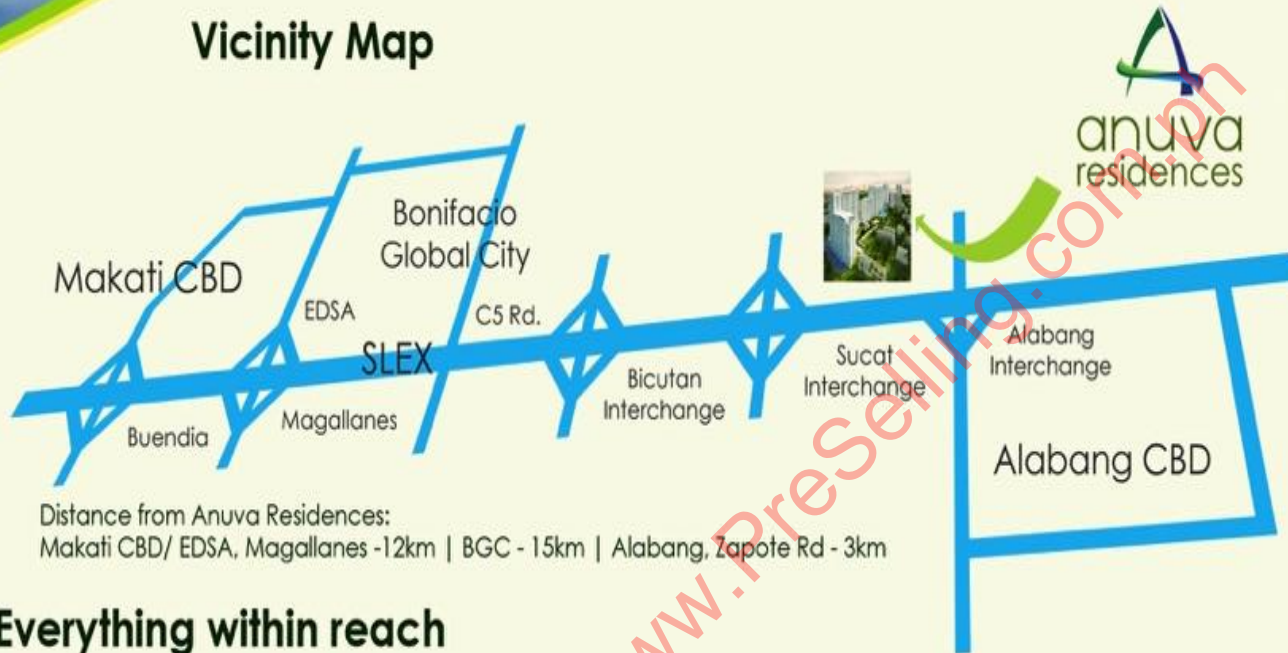 Vicinity Map
anuva
residences
Bonifacio
Global City
Makati CBD
EDSA
C5 Rd.
SLEX
Buendia
Magallanes
Bicutan
Interchange
Sucat
Interchange
Alabang
Interchange
Alabang CBD
Distance from Anuva Residences:
Makati CBD/ EDSA, Magallanes -12km | BGC - 15km | Alabang, Zapote Rd - 3km
Everything within reach
ww.PreSelling.com.ph